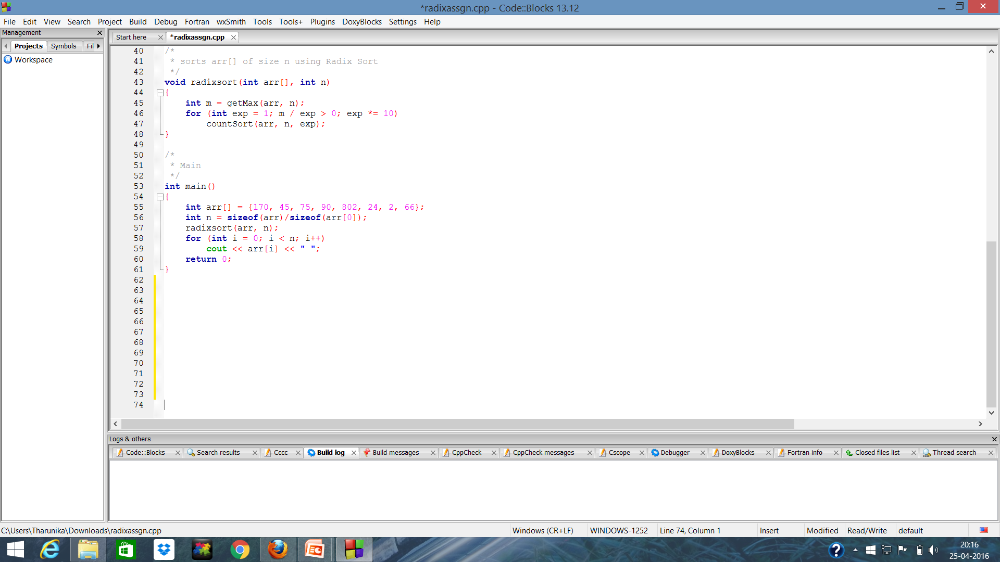 *radixassgn.cpp - Code::Blocks 13.12
File Edit View Search Project Build Debug Fortran wxSmith Tools Tools+ Plugins DoxyBlocks Settings Help
Management
Projects Symbols Fil
Workspace
Start here *radixassgn.cpp
40 /*
41 * sorts arr[] of size n using Radix Sort
42 */
43 void radixsort(int arr[], int n)
44 {
45 int m = getMax(arr, n);
46 for (int exp = 1; m / exp > 0; exp *= 10)
47 countSort(arr, n, exp);
48 }
49
50 /*
51 * Main
52 */
53 int main()
54 {
55 int arr[] = {170, 45, 75, 90, 802, 24, 2, 66};
56 int n = sizeof(arr)/sizeof(arr[0]);
57 radixsort(arr, n);
58 for (int i = 0; i < n; i++)
59 cout << arr[i] << " ";
60 return 0;
61 }
62
63
64
65
66
67
68
69
70
71
72
73
74
Logs & others
Code::Blocks Search results Cccc Build log Build messages CppCheck CppCheck messages Cscope Debugger DoxyBlocks Fortran info Closed files list Thread search
C:\Users\Tharunika\Downloads\radixassgn.cpp Windows (CR+LF) WINDOWS-1252 Line 74, Column 1 Insert Modified Read/Write default
20:16
25-04-2016